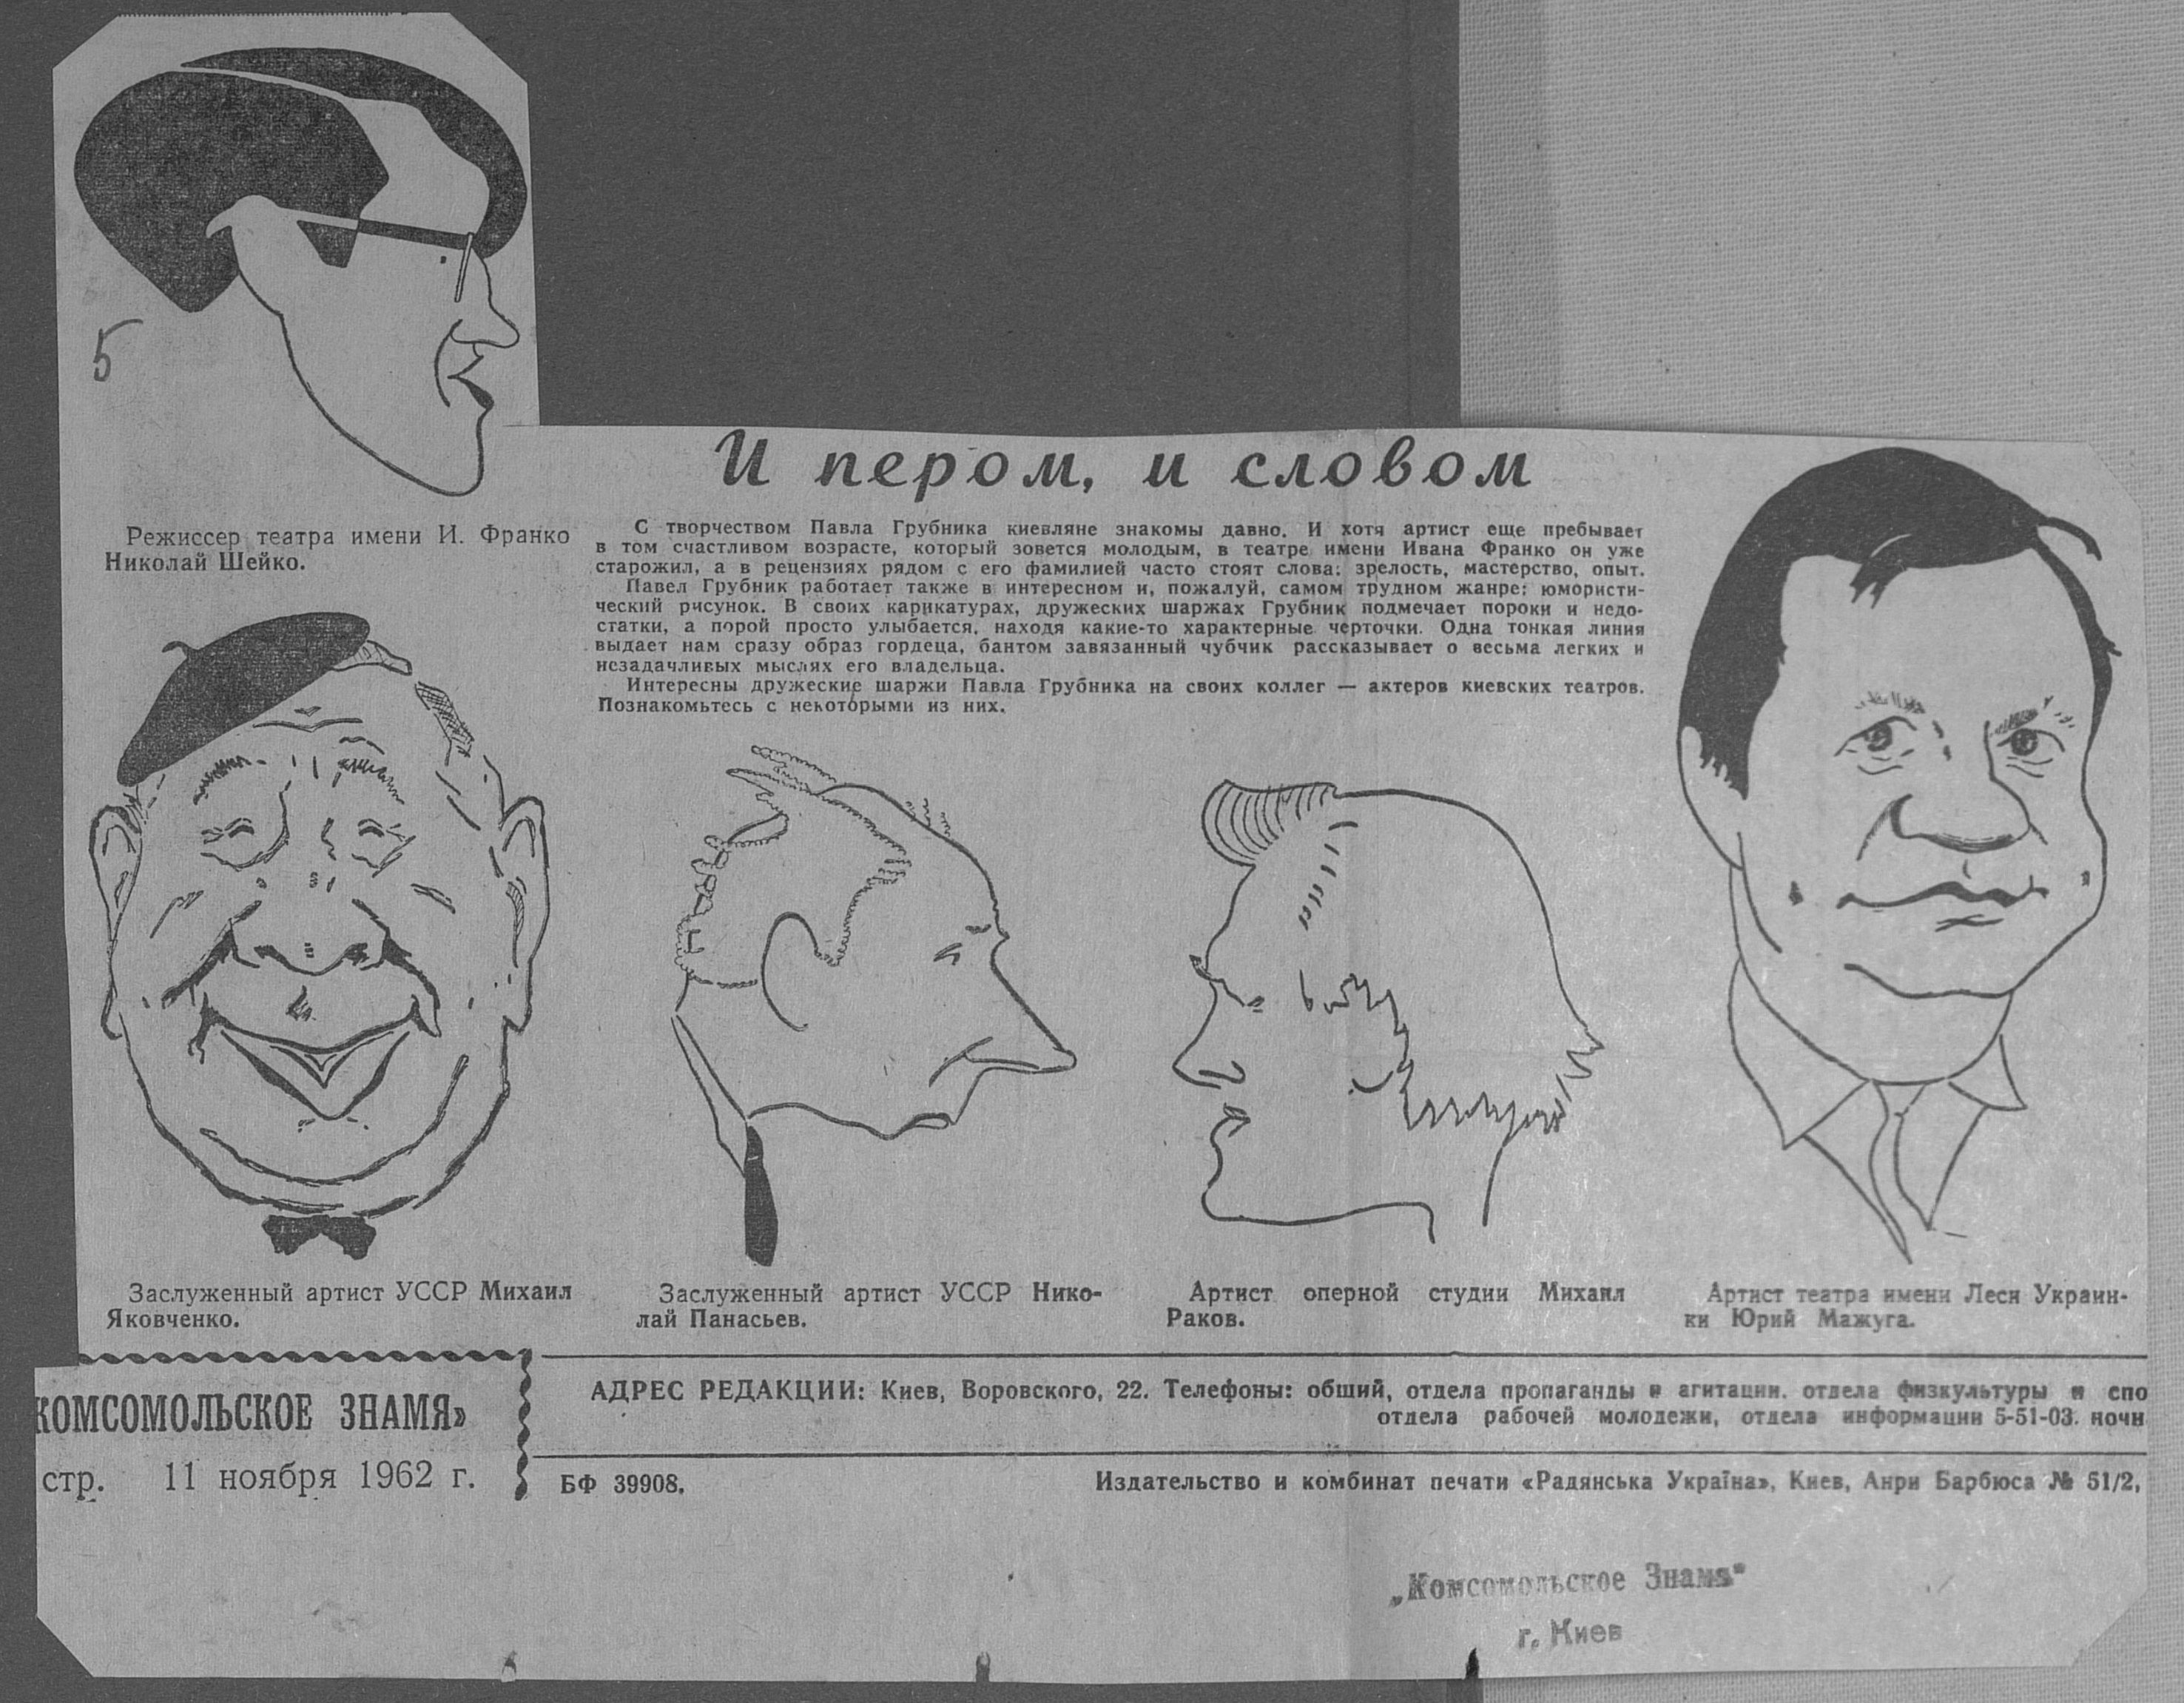 5
Режиссер театра имени И. Франко
Николай Шейко.
И пером, и словом
С творчеством Павла Грубника киевляне знакомы давно. И хотя артист еще пребывает
в том счастливом возрасте, который зовется молодым, в театре имени Ивана Франко он уже
старожил, а в рецензиях рядом с его фамилией часто стоят слова: зрелость, мастерство, опыт.
Павел Грубник работает также в интересном и, пожалуй, самом трудном жанре: юмористи-
ческий рисунок. В своих карикатурах, дружеских шаржах Грубник подмечает пороки и недо-
статки, а порой просто улыбается, находя какие-то характерные черточки. Одна тонкая линия
выдает нам сразу образ гордеца, бантом завязанный чубчик рассказывает о весьма легких и
незадачливых мыслях его владельца.
Интересны дружеские шаржи Павла Грубника на своих коллег — актеров киевских театров.
Познакомьтесь с некоторыми из них.
Заслуженный артист УССР Михаил
Яковченко.
Заслуженный артист УССР Нико-
лай Панасьев.
Артист оперной студии Михаил
Раков.
Артист театра имени Леси Украин-
ки Юрий Мажуга.
КОМСОМОЛЬСКОЕ ЗНАМЯ»
стр. 11 ноября 1962 г.
АДРЕС РЕДАКЦИИ: Киев, Воровского, 22. Телефоны: общий, отдела пропаганды и агитации, отдела физкультуры и спо
отдела рабочей молодежи, отдела информации 5-51-03. ночн
БФ 39908.
Издательство и комбинат печати «Радянська Україна», Киев, Анри Барбюса № 51/2,
„Комсомольское Знамя"
г. Киев